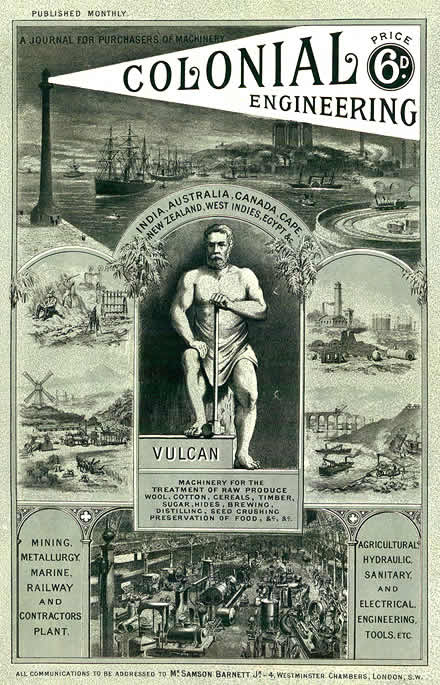 PUBLISHED MONTHLY.
A JOURNAL FOR PURCHASERS OF MACHINERY
PRICE
6D.
COLONIAL
ENGINEERING
INDIA, AUSTRALIA, CANADA, CAPE,
NEW ZEALAND, WEST INDIES, EGYPT &c.
VULCAN
MACHINERY FOR THE
TREATMENT OF RAW PRODUCE
WOOL, COTTON, CEREALS, TIMBER,
SUGAR, HIDES, BREWING,
DISTILLING, SEED CRUSHING
PRESERVATION OF FOOD, &c, &c.
MINING,
METALLURGY,
MARINE,
RAILWAY
AND
CONTRACTORS
PLANT.
AGRICULTURAL
HYDRAULIC,
SANITARY,
AND
ELECTRICAL,
ENGINEERING,
TOOLS, ETC.
ALL COMMUNICATIONS TO BE ADDRESSED TO MR SAMSON BARNETT JR - 4, WESTMINSTER CHAMBERS, LONDON, S.W.